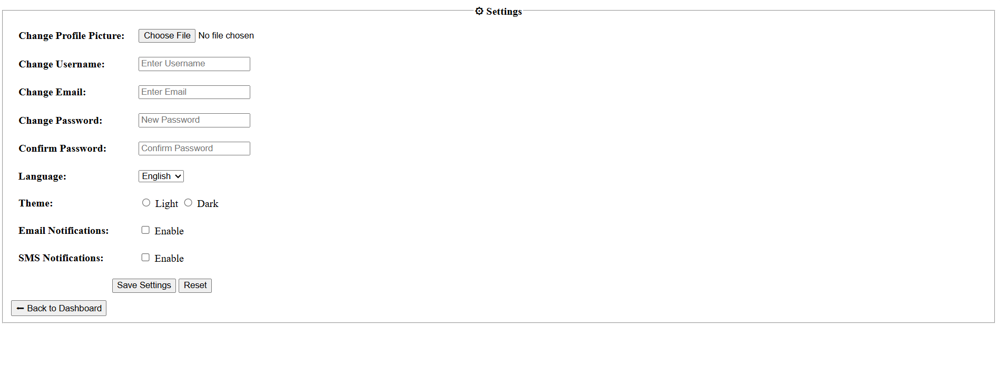 ⚙ Settings
Change Profile Picture: Choose File No file chosen
Change Username: Enter Username
Change Email: Enter Email
Change Password: New Password
Confirm Password: Confirm Password
Language: English
Theme: Light Dark
Email Notifications: Enable
SMS Notifications: Enable
Save Settings Reset
← Back to Dashboard